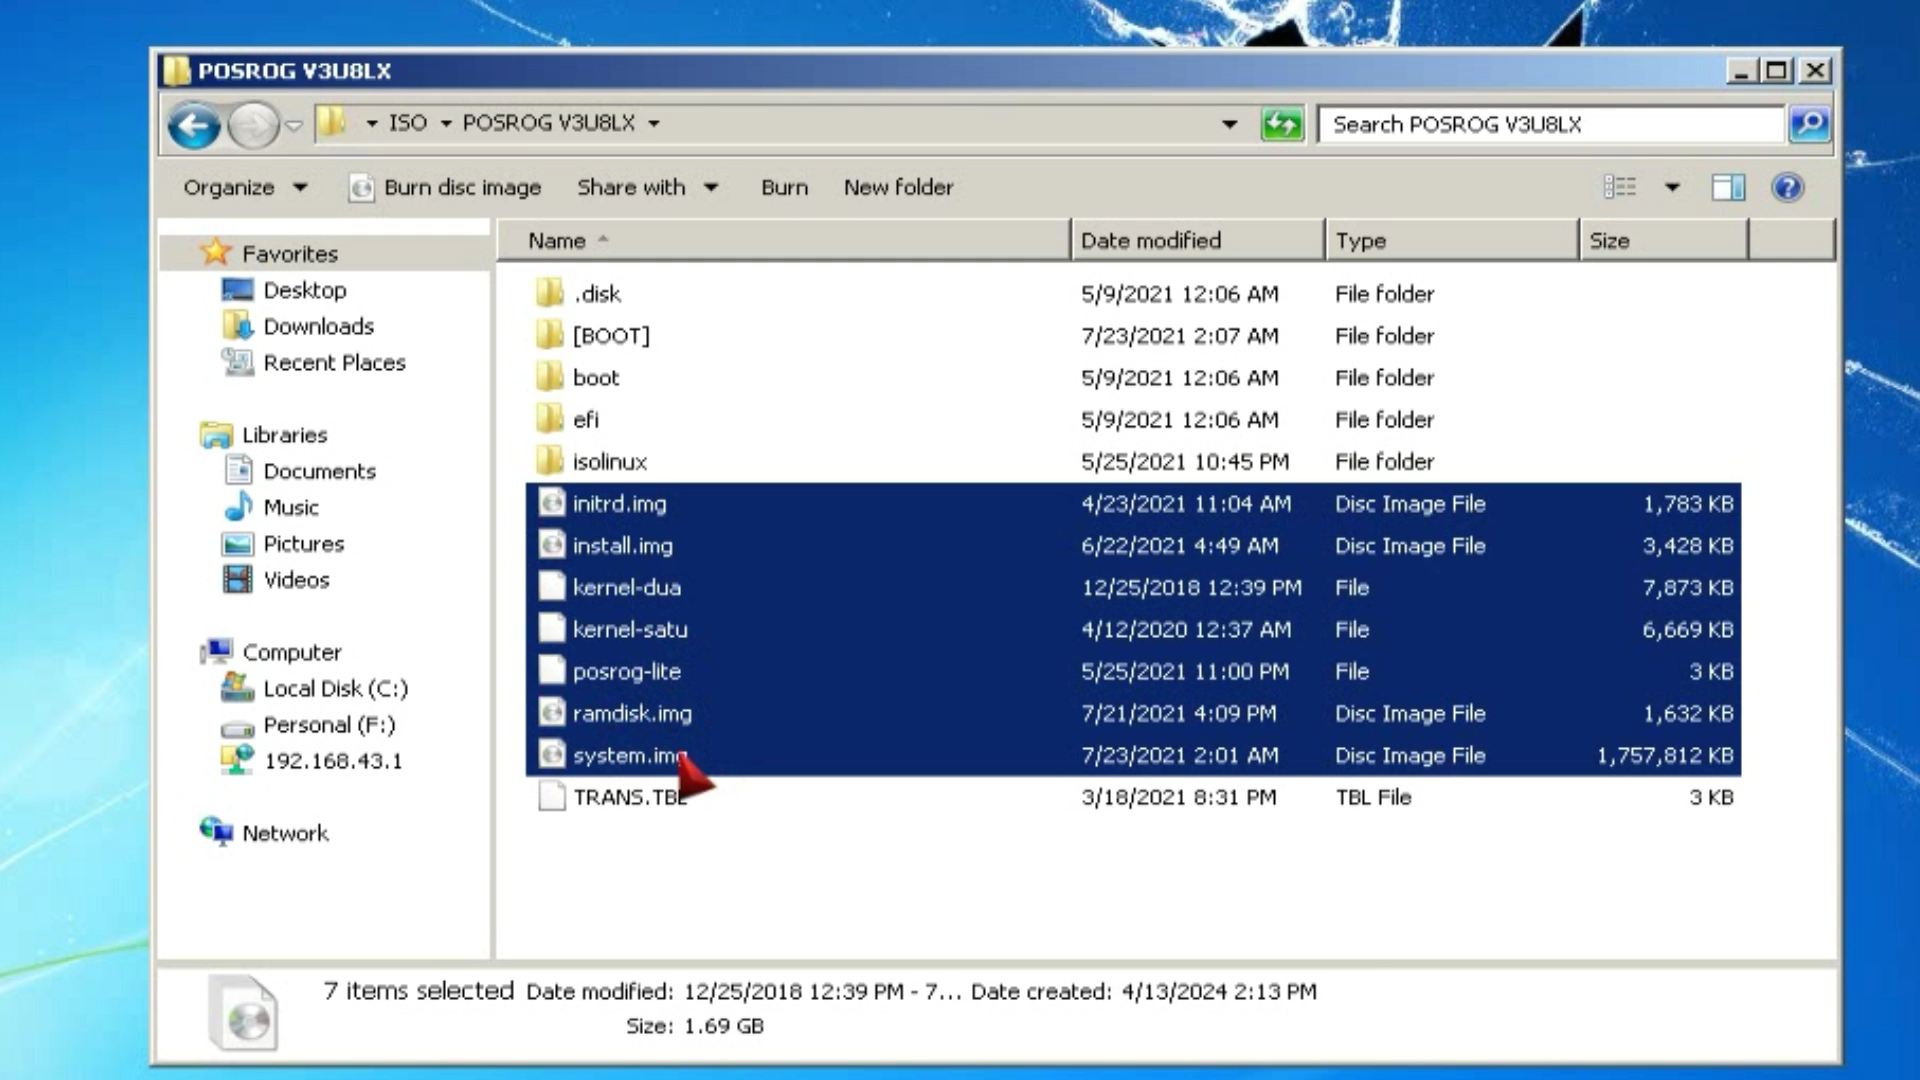 POSROG V3U8LX
ISO POSROG V3U8LX
Search POSROG V3U8LX
Organize Burn disc image Share with Burn New folder
Name Date modified Type Size
Favorites
Desktop
Downloads
Recent Places
Libraries
Documents
Music
Pictures
Videos
Computer
Local Disk (C:)
Personal (F:)
192.168.43.1
Network
.disk 5/9/2021 12:06 AM File folder
[BOOT] 7/23/2021 2:07 AM File folder
boot 5/9/2021 12:06 AM File folder
efi 5/9/2021 12:06 AM File folder
isolinux 5/25/2021 10:45 PM File folder
initrd.img 4/23/2021 11:04 AM Disc Image File 1,783 KB
install.img 6/22/2021 4:49 AM Disc Image File 3,428 KB
kernel-dua 12/25/2018 12:39 PM File 7,873 KB
kernel-satu 4/12/2020 12:37 AM File 6,669 KB
posrog-lite 5/25/2021 11:00 PM File 3 KB
ramdisk.img 7/21/2021 4:09 PM Disc Image File 1,632 KB
system.img 7/23/2021 2:01 AM Disc Image File 1,757,812 KB
TRANS.TBL 3/18/2021 8:31 PM TBL File 3 KB
7 items selected Date modified: 12/25/2018 12:39 PM - 7... Date created: 4/13/2024 2:13 PM
Size: 1.69 GB